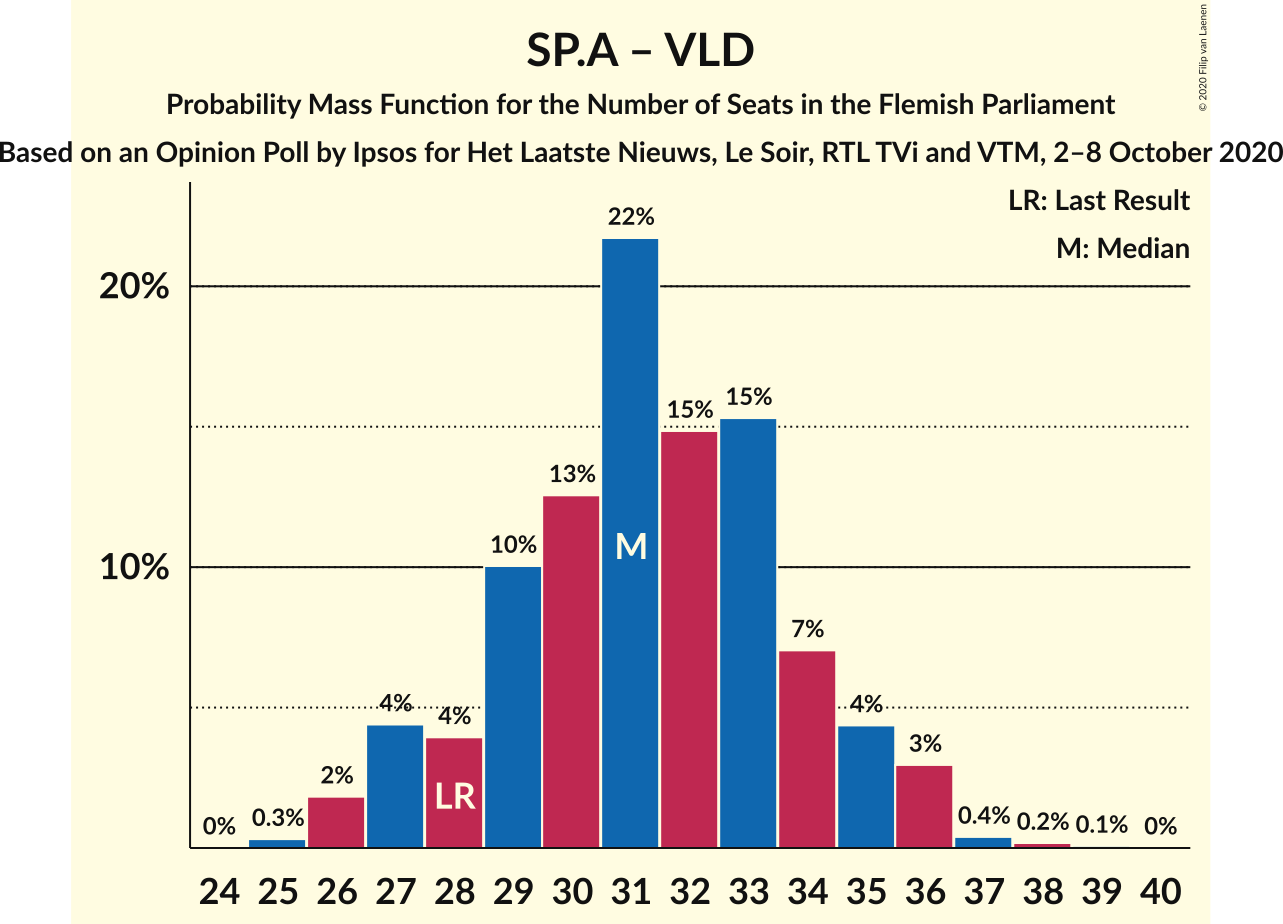 SP.A – VLD
Probability Mass Function for the Number of Seats in the Flemish Parliament
Based on an Opinion Poll by Ipsos for Het Laatste Nieuws, Le Soir, RTL TVi and VTM, 2–8 October 2020
© 2020 Filip van Laenen
LR: Last Result
M: Median
20%
10%
0%
0.3%
2%
4%
4%
10%
13%
22%
15%
15%
7%
4%
3%
0.4%
0.2%
0.1%
0%
LR
M
24 25 26 27 28 29 30 31 32 33 34 35 36 37 38 39 40